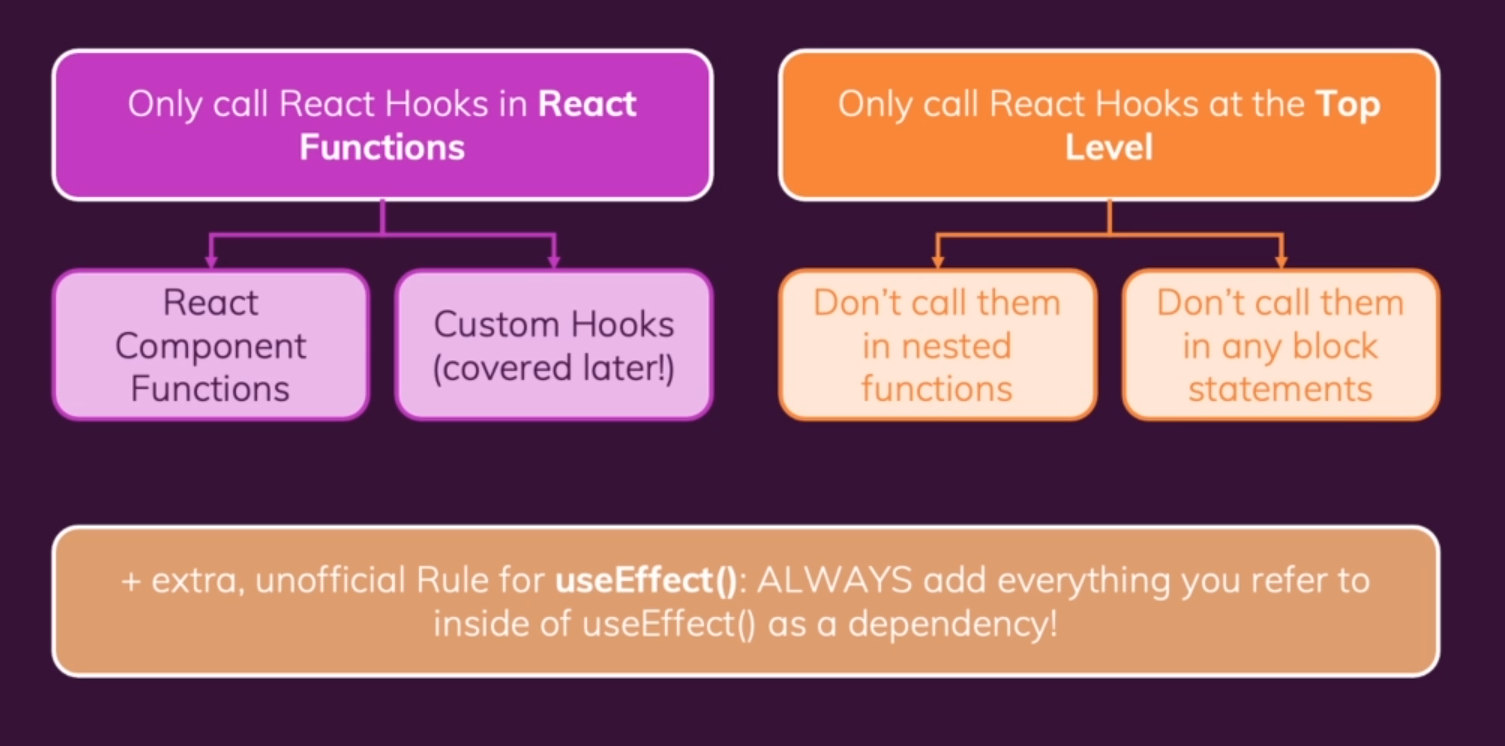 Only call React Hooks in React
Functions
Only call React Hooks at the Top
Level
React
Component
Functions
Custom Hooks
(covered later!)
Don’t call them
in nested
functions
Don’t call them
in any block
statements
+ extra, unofficial Rule for useEffect(): ALWAYS add everything you refer to
inside of useEffect() as a dependency!